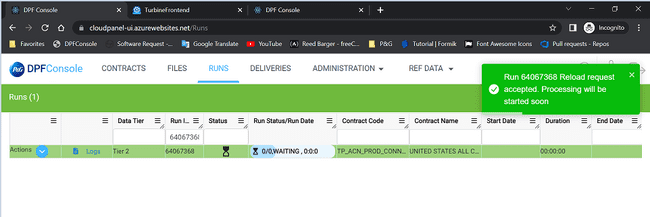 DPF Console
TurbineFrontend
DPF Console
cloudpanel-ui.azurewebsites.net/Runs
Incognito
Favorites
DPFConsole
Software Request -...
Google Translate
YouTube
Reed Barger - freeC...
P&G
Tutorial | Formik
Font Awesome Icons
Pull requests - Repos
P&G DPFConsole
CONTRACTS
FILES
RUNS
DELIVERIES
ADMINISTRATION
REF DATA
Run 64067368 Reload request
accepted. Processing will be
started soon
Runs (1)
Data Tier
Run I...
Status
Run Status/Run Date
Contract Code
Contract Name
Start Date
Duration
End Date
64067368
Actions
Logs
Tier 2
64067368
0/0,WAITING , 0:0:0
TP_ACN_PROD_CONN...
UNITED STATES ALL C...
00:00:00